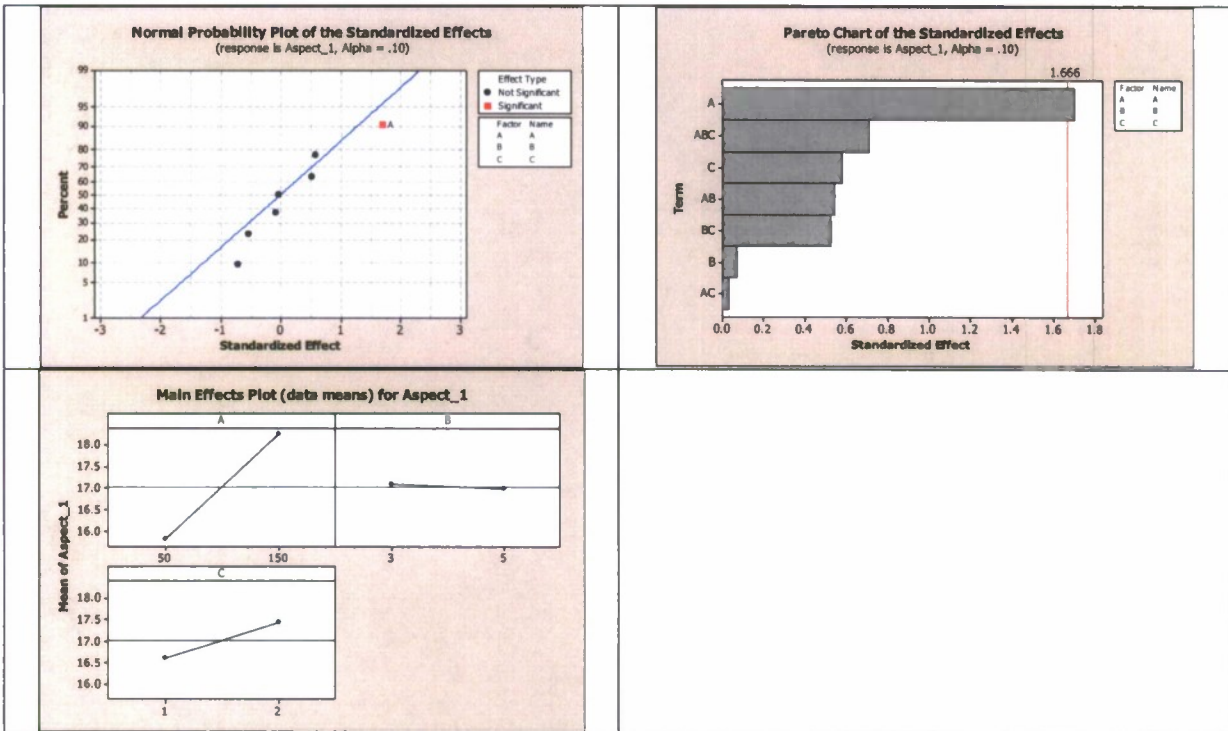 Normal Probability Plot of the Standardized Effects
(response is Aspect_1, Alpha = .10)
Percent
99
95
90
80
70
60
50
40
30
20
10
5
1
A
-3 -2 -1 0 1 2 3
Standardized Effect
Effect Type
Not Significant
Significant
Factor Name
A A
B B
C C
Pareto Chart of the Standardized Effects
(response is Aspect_1, Alpha = .10)
1.666
Term
A
ABC
C
AB
BC
B
AC
0.0 0.2 0.4 0.6 0.8 1.0 1.2 1.4 1.6 1.8
Standardized Effect
Factor Name
A A
B B
C C
Main Effects Plot (data means) for Aspect_1
Mean of Aspect_1
A B
18.0
17.5
17.0
16.5
16.0
50 150 3 5
C
18.0
17.5
17.0
16.5
16.0
1 2